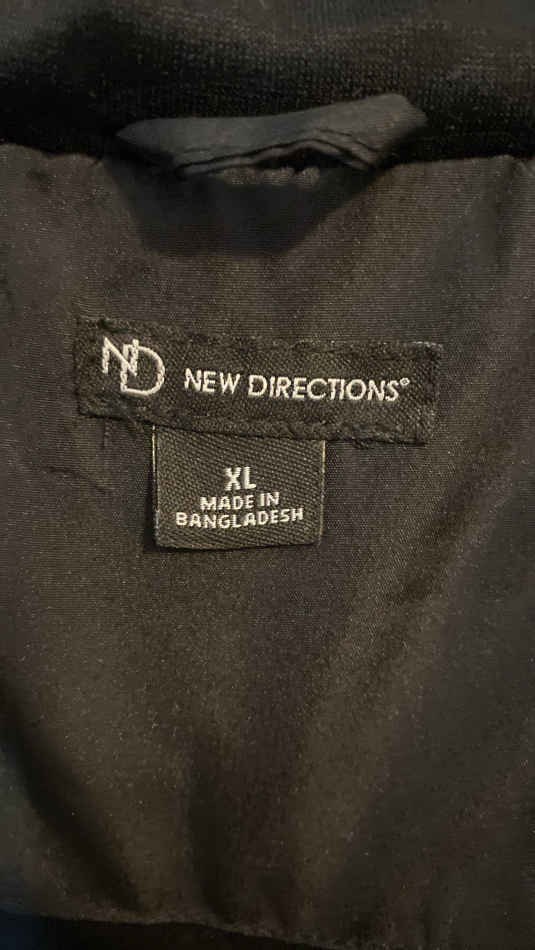 ND NEW DIRECTIONS®
XL
MADE IN
BANGLADESH